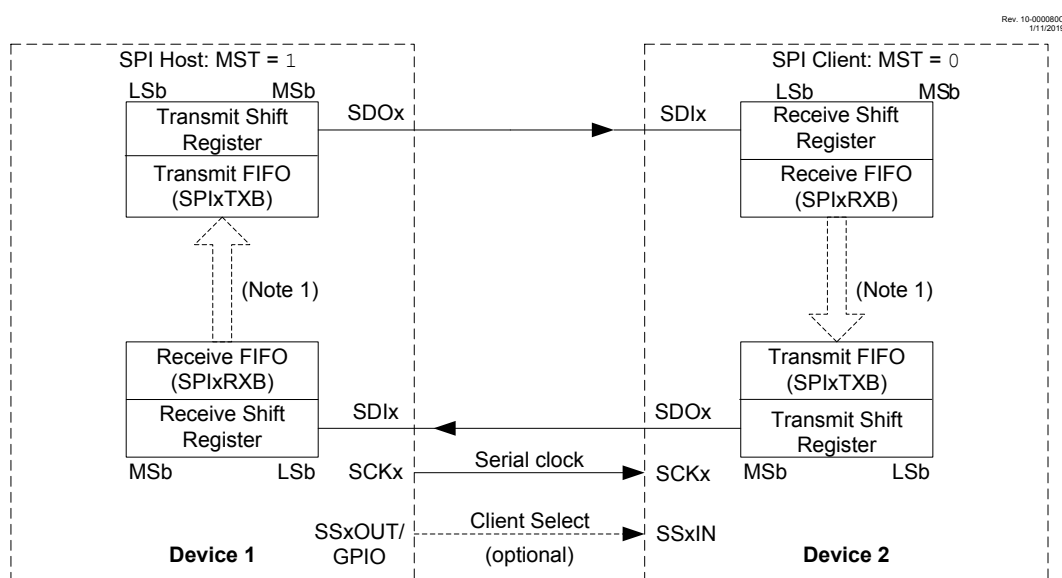 Rev. 10-000080C
1/11/2019
SPI Host: MST = 1
LSb MSb
Transmit Shift
Register
Transmit FIFO
(SPIxTXB)
(Note 1)
Receive FIFO
(SPIxRXB)
Receive Shift
Register
MSb LSb
SDOx
SDIx
SCKx
SSxOUT/
GPIO
Device 1
Serial clock
Client Select
(optional)
SPI Client: MST = 0
LSb MSb
SDIx
Receive Shift
Register
Receive FIFO
(SPIxRXB)
(Note 1)
Transmit FIFO
(SPIxTXB)
SDOx
Transmit Shift
Register
SCKx
MSb LSb
SSxIN
Device 2